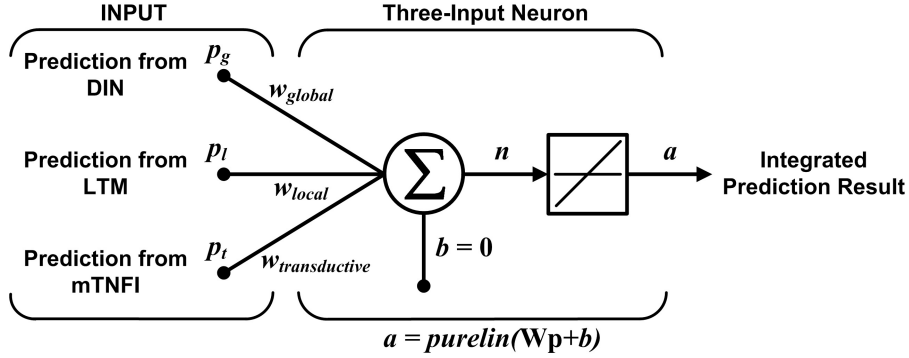 INPUT
Three-Input Neuron
Prediction from
DIN
p_g
w_global
Prediction from
LTM
p_l
w_local
Prediction from
mTNFI
p_t
w_transductive
Σ
n
a
b = 0
Integrated
Prediction Result
a = purelin(Wp+b)